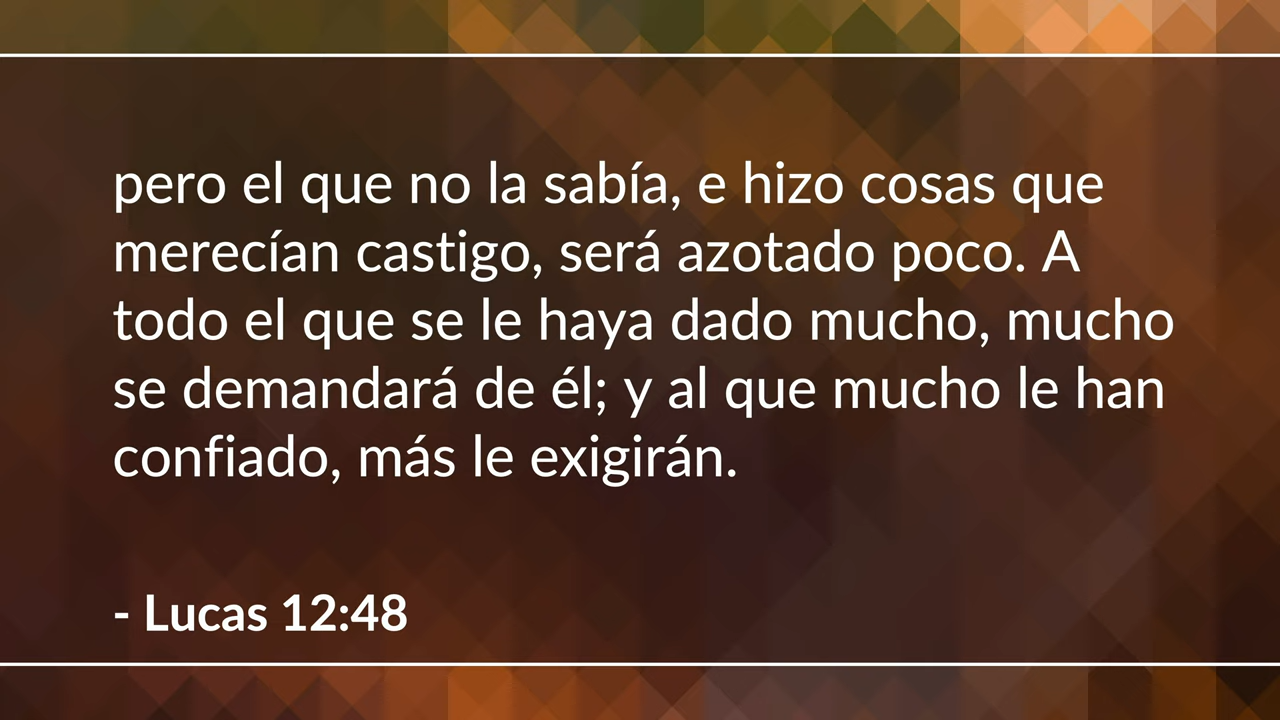 pero el que no la sabía, e hizo cosas que
merecían castigo, será azotado poco. A
todo el que se le haya dado mucho, mucho
se demandará de él; y al que mucho le han
confiado, más le exigirán.
- Lucas 12:48